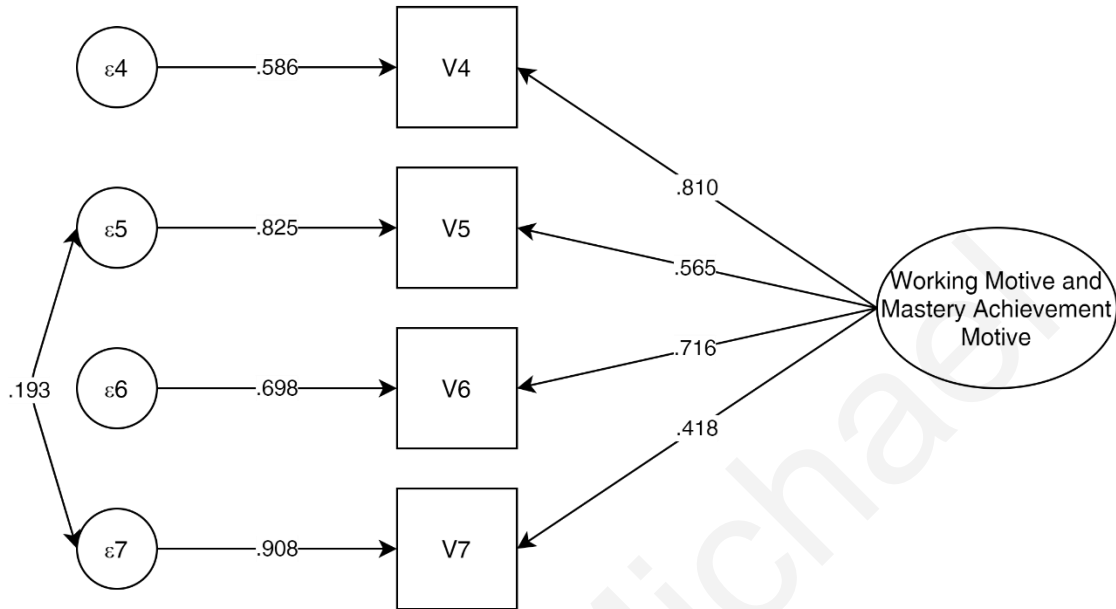 ε4
.586
V4
.810
ε5
.825
V5
.565
Working Motive and
Mastery Achievement
Motive
.193
ε6
.698
V6
.716
.418
ε7
.908
V7
ichael